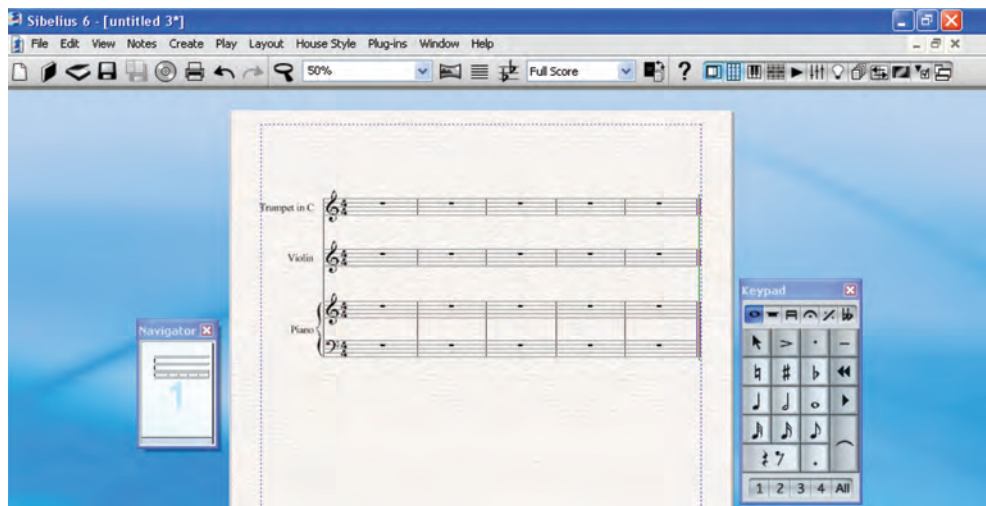 Sibelius 6 - [untitled 3*]
File Edit View Notes Create Play Layout House Style Plug-ins Window Help
50% Full Score
Trumpet in C
Violin
Piano
Navigator
1
Keypad
1 2 3 4 All